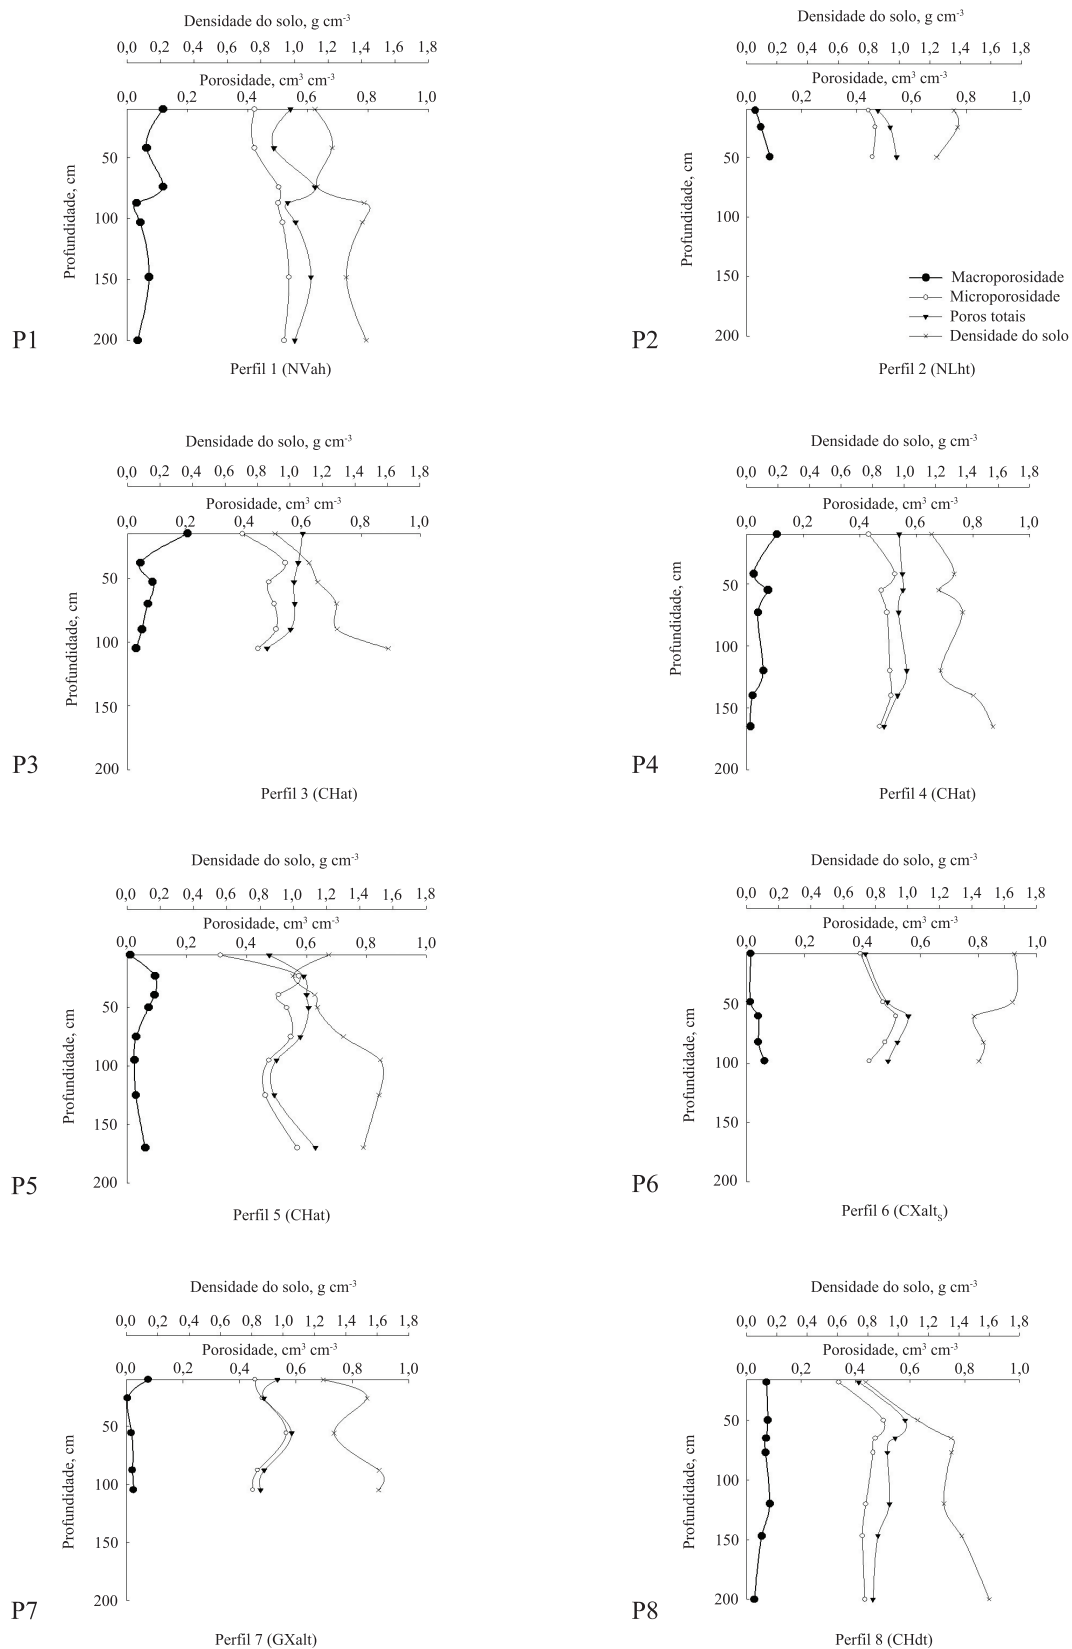 Densidade do solo, g cm-3
0,0 0,2 0,4 0,6 0,8 1,0 1,2 1,4 1,6 1,8
Porosidade, cm3 cm-3
0,0 0,2 0,4 0,6 0,8 1,0
Profundidade, cm
50
100
150
200
P1
Perfil 1 (NVah)
Densidade do solo, g cm-3
0,0 0,2 0,4 0,6 0,8 1,0 1,2 1,4 1,6 1,8
Porosidade, cm3 cm-3
0,0 0,2 0,4 0,6 0,8 1,0
Profundidade, cm
50
100
150
200
Macroporosidade
Microporosidade
Poros totais
Densidade do solo
P2
Perfil 2 (NLht)
Densidade do solo, g cm-3
0,0 0,2 0,4 0,6 0,8 1,0 1,2 1,4 1,6 1,8
Porosidade, cm3 cm-3
0,0 0,2 0,4 0,6 0,8 1,0
Profundidade, cm
50
100
150
200
P3
Perfil 3 (CHat)
Densidade do solo, g cm-3
0,0 0,2 0,4 0,6 0,8 1,0 1,2 1,4 1,6 1,8
Porosidade, cm3 cm-3
0,0 0,2 0,4 0,6 0,8 1,0
Profundidade, cm
50
100
150
200
P4
Perfil 4 (CHat)
Densidade do solo, g cm-3
0,0 0,2 0,4 0,6 0,8 1,0 1,2 1,4 1,6 1,8
Porosidade, cm3 cm-3
0,0 0,2 0,4 0,6 0,8 1,0
Profundidade, cm
50
100
150
200
P5
Perfil 5 (CHat)
Densidade do solo, g cm-3
0,0 0,2 0,4 0,6 0,8 1,0 1,2 1,4 1,6 1,8
Porosidade, cm3 cm-3
0,0 0,2 0,4 0,6 0,8 1,0
Profundidade, cm
50
100
150
200
P6
Perfil 6 (CXalts)
Densidade do solo, g cm-3
0,0 0,2 0,4 0,6 0,8 1,0 1,2 1,4 1,6 1,8
Porosidade, cm3 cm-3
0,0 0,2 0,4 0,6 0,8 1,0
Profundidade, cm
50
100
150
200
P7
Perfil 7 (GXalt)
Densidade do solo, g cm-3
0,0 0,2 0,4 0,6 0,8 1,0 1,2 1,4 1,6 1,8
Porosidade, cm3 cm-3
0,0 0,2 0,4 0,6 0,8 1,0
Profundidade, cm
50
100
150
200
P8
Perfil 8 (CHdt)